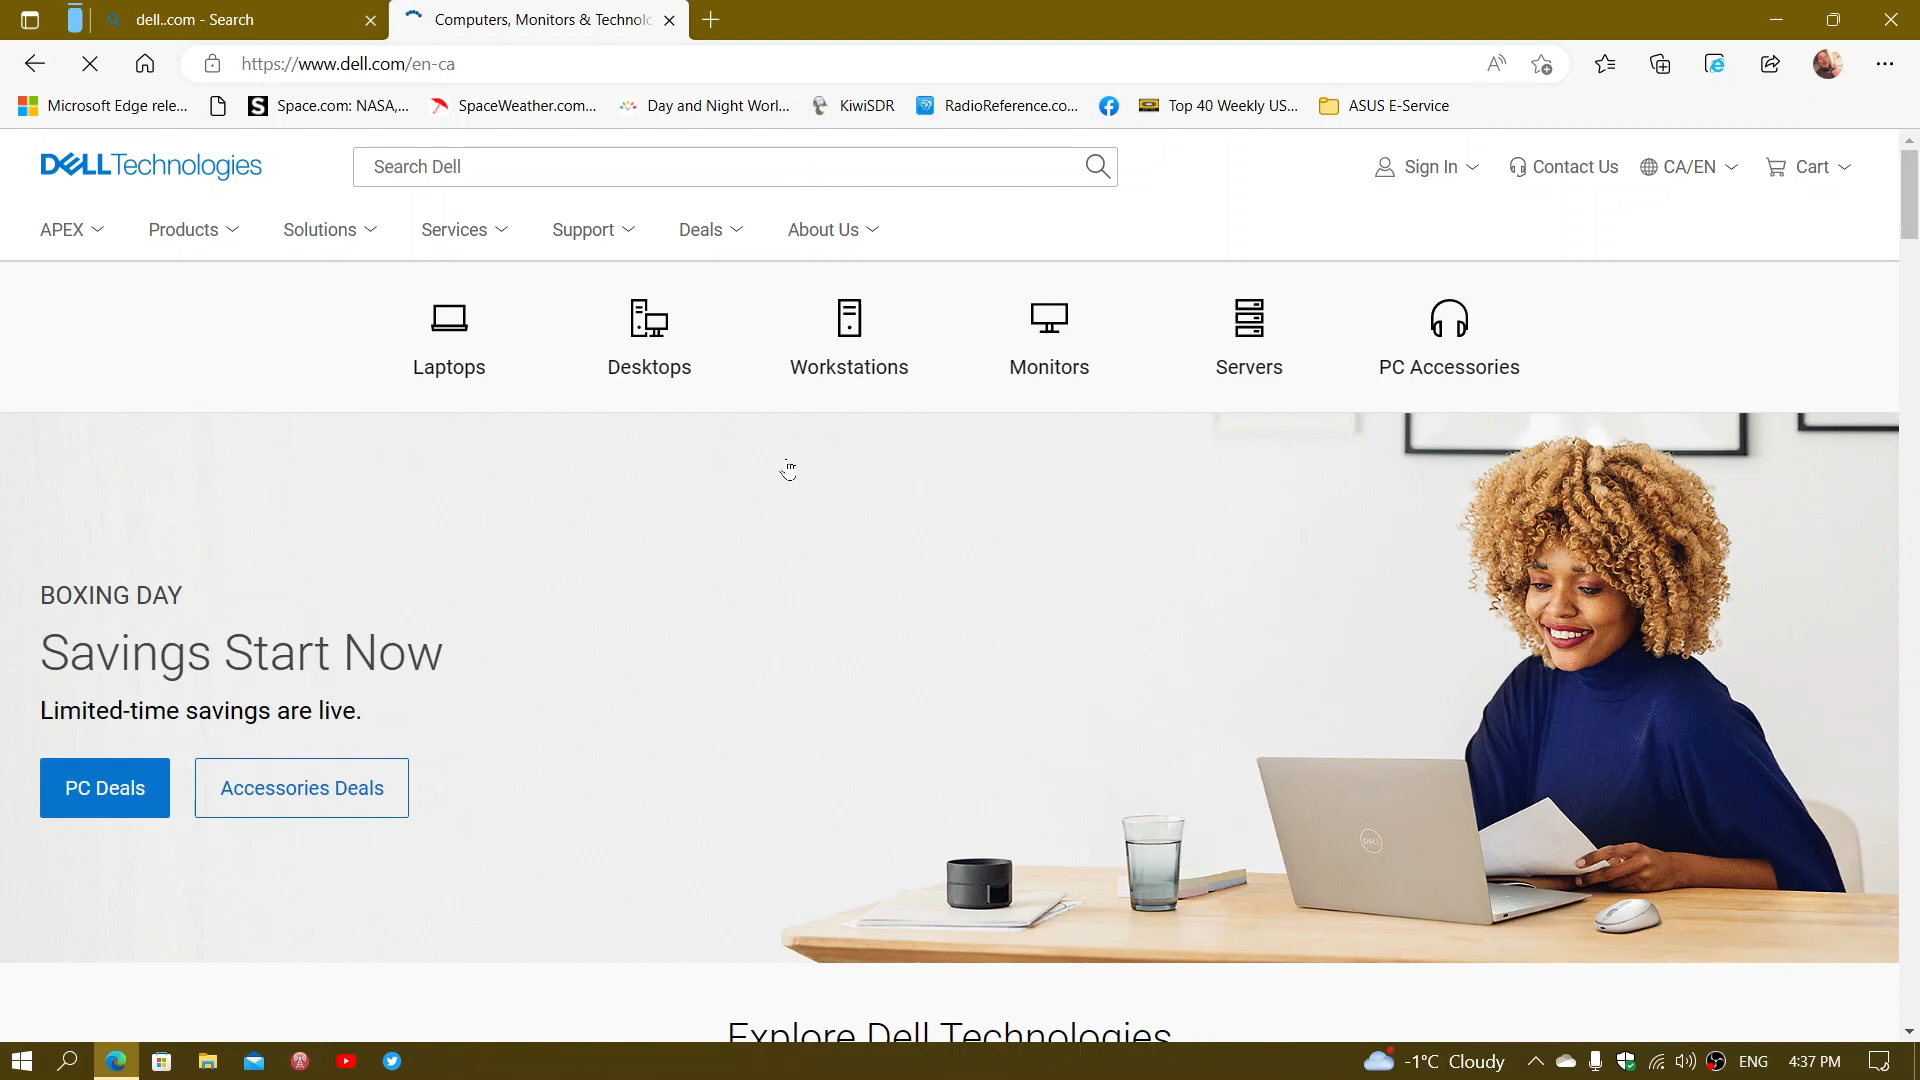 dell..com - Search
Computers, Monitors & Technolo
https://www.dell.com/en-ca
Microsoft Edge rele...
Space.com: NASA,...
SpaceWeather.com...
Day and Night Worl...
KiwiSDR
RadioReference.co...
Top 40 Weekly US...
ASUS E-Service
DELLTechnologies
Search Dell
Sign In
Contact Us
CA/EN
Cart
APEX
Products
Solutions
Services
Support
Deals
About Us
Laptops
Desktops
Workstations
Monitors
Servers
PC Accessories
BOXING DAY
Savings Start Now
Limited-time savings are live.
PC Deals
Accessories Deals
DELL
Explore Dell Technologies
-1°C Cloudy
ENG
4:37 PM